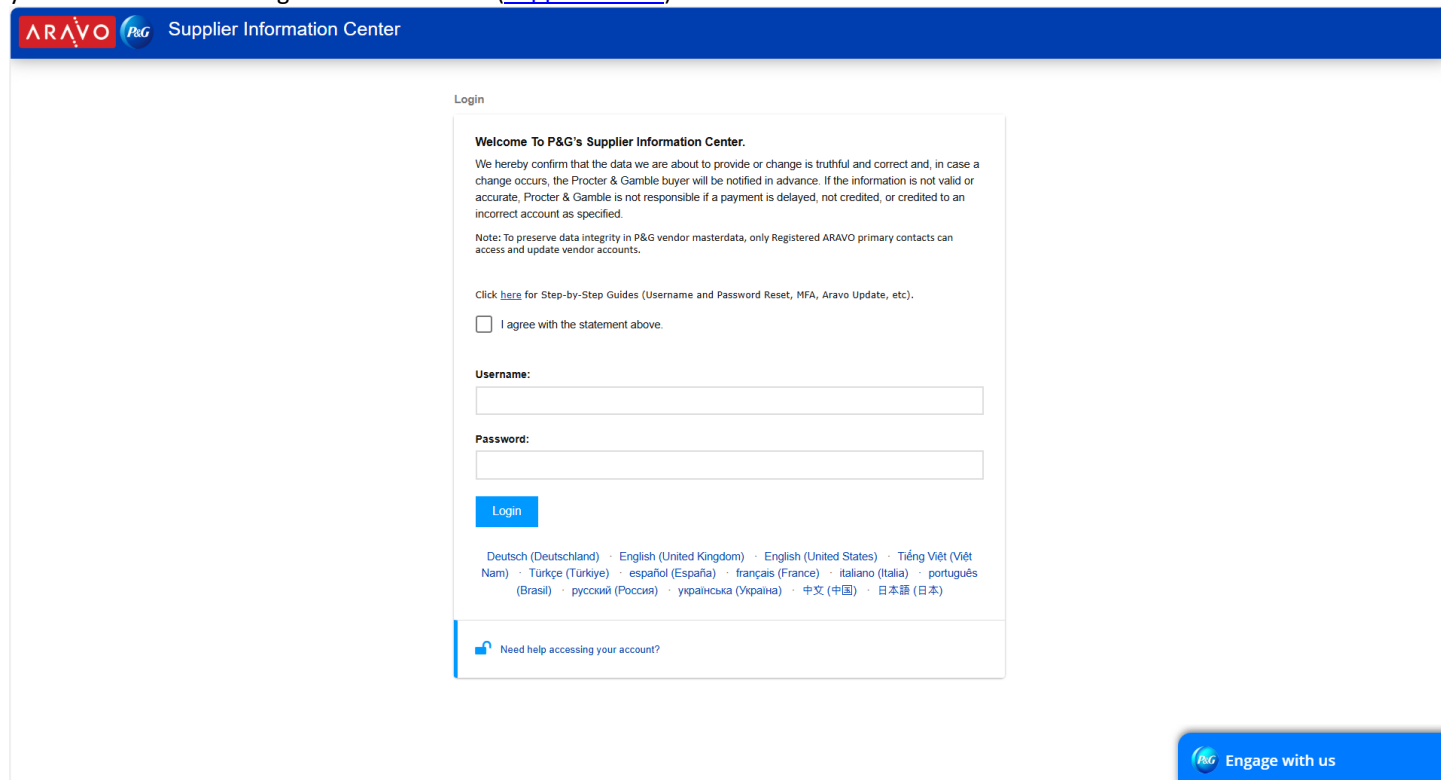 ARAVO P&G Supplier Information Center
Login
Welcome To P&G's Supplier Information Center.
We hereby confirm that the data we are about to provide or change is truthful and correct and, in case a
change occurs, the Procter & Gamble buyer will be notified in advance. If the information is not valid or
accurate, Procter & Gamble is not responsible if a payment is delayed, not credited, or credited to an
incorrect account as specified.
Note: To preserve data integrity in P&G vendor masterdata, only Registered ARAVO primary contacts can
access and update vendor accounts.
Click here for Step-by-Step Guides (Username and Password Reset, MFA, Aravo Update, etc).
I agree with the statement above.
Username:
Password:
Login
Deutsch (Deutschland) · English (United Kingdom) · English (United States) · Tiếng Việt (Việt
Nam) · Türkçe (Türkiye) · español (España) · français (France) · italiano (Italia) · português
(Brasil) · русский (Россия) · українська (Україна) · 中文 (中国) · 日本語 (日本)
Need help accessing your account?
P&G Engage with us